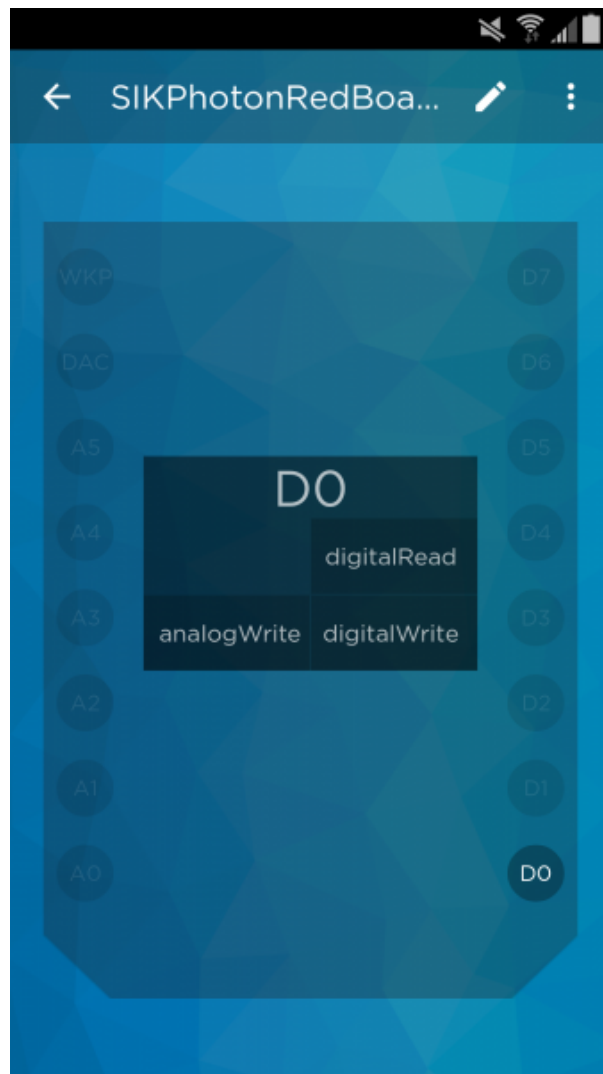 SIKPhotonRedBoa...
WKP D7
DAC D6
A5 D5
D0
A4 D4
digitalRead
A3 D3
analogWrite digitalWrite
A2 D2
A1 D1
A0 D0